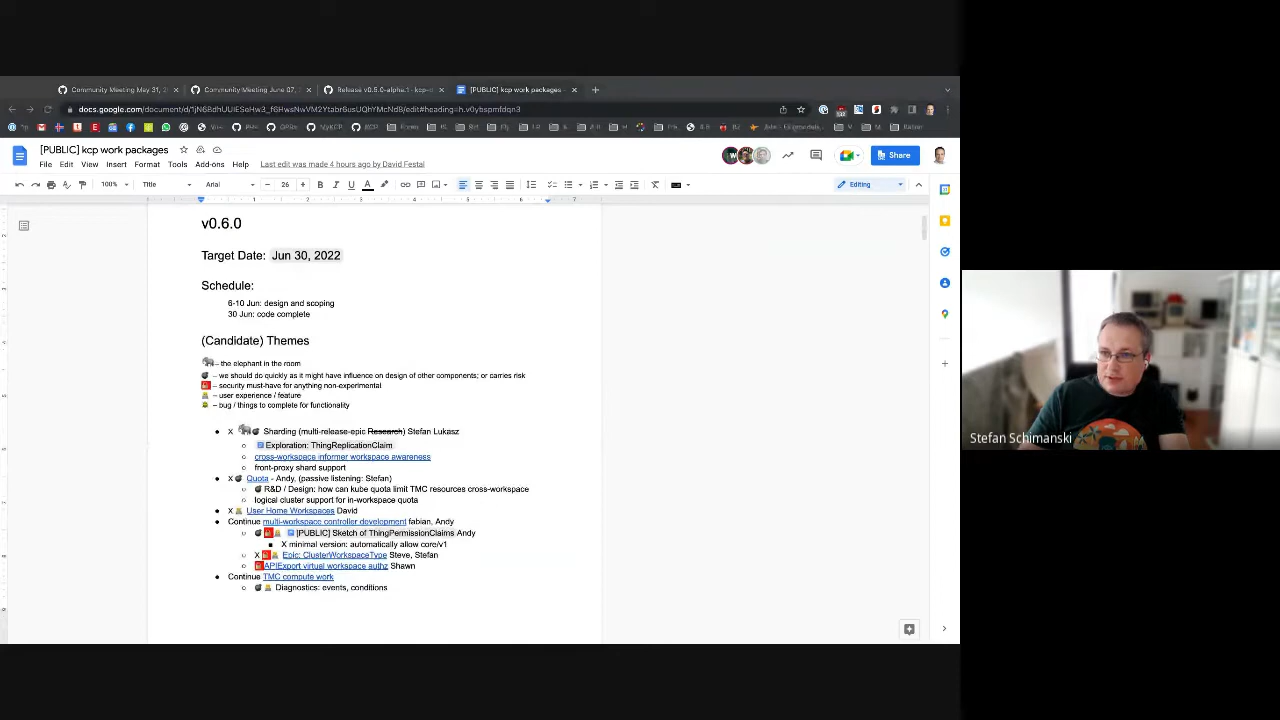 Community Meeting May 31, 2
Community Meeting June 07,
Release v0.5.0-alpha.1 · kcp-
[PUBLIC] kcp work packages -
[PUBLIC] kcp work packages
File Edit View Insert Format Tools Add-ons Help Last edit was made 4 hours ago by David Festal
Share
100% Title Arial 26
Editing
v0.6.0
Target Date: Jun 30, 2022
Schedule:
6-10 Jun: design and scoping
30 Jun: code complete
(Candidate) Themes
– the elephant in the room
– we should do quickly as it might have influence on design of other components; or carries risk
– security must-have for anything non-experimental
– user experience / feature
– bug / things to complete for functionality
X Sharding (multi-release-epic Research) Stefan Lukasz
Exploration: ThingReplicationClaim
cross-workspace informer workspace awareness
front-proxy shard support
X Quota - Andy, (passive listening: Stefan)
R&D / Design: how can kube quota limit TMC resources cross-workspace
logical cluster support for in-workspace quota
X User Home Workspaces David
Continue multi-workspace controller development fabian, Andy
[PUBLIC] Sketch of ThingPermissionClaims Andy
X minimal version: automatically allow core/v1
X Epic: ClusterWorkspaceType Steve, Stefan
APIExport virtual workspace authz Shawn
Continue TMC compute work
Diagnostics: events, conditions
Stefan Schimanski